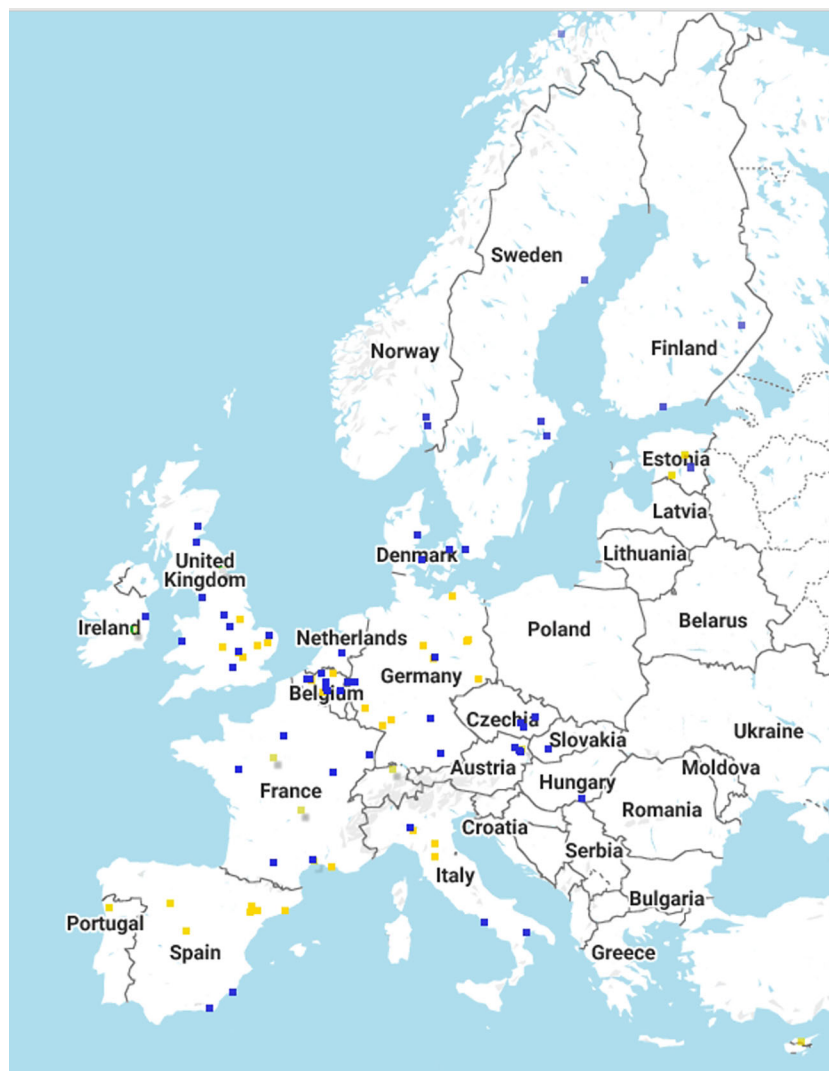 Sweden
Norway
Finland
Estonia
Latvia
Denmark
Lithuania
United
Kingdom
Belarus
Ireland
Netherlands
Poland
Germany
Belgium
Czechia
Ukraine
Slovakia
Austria
Moldova
Hungary
France
Romania
Croatia
Serbia
Italy
Bulgaria
Portugal
Spain
Greece